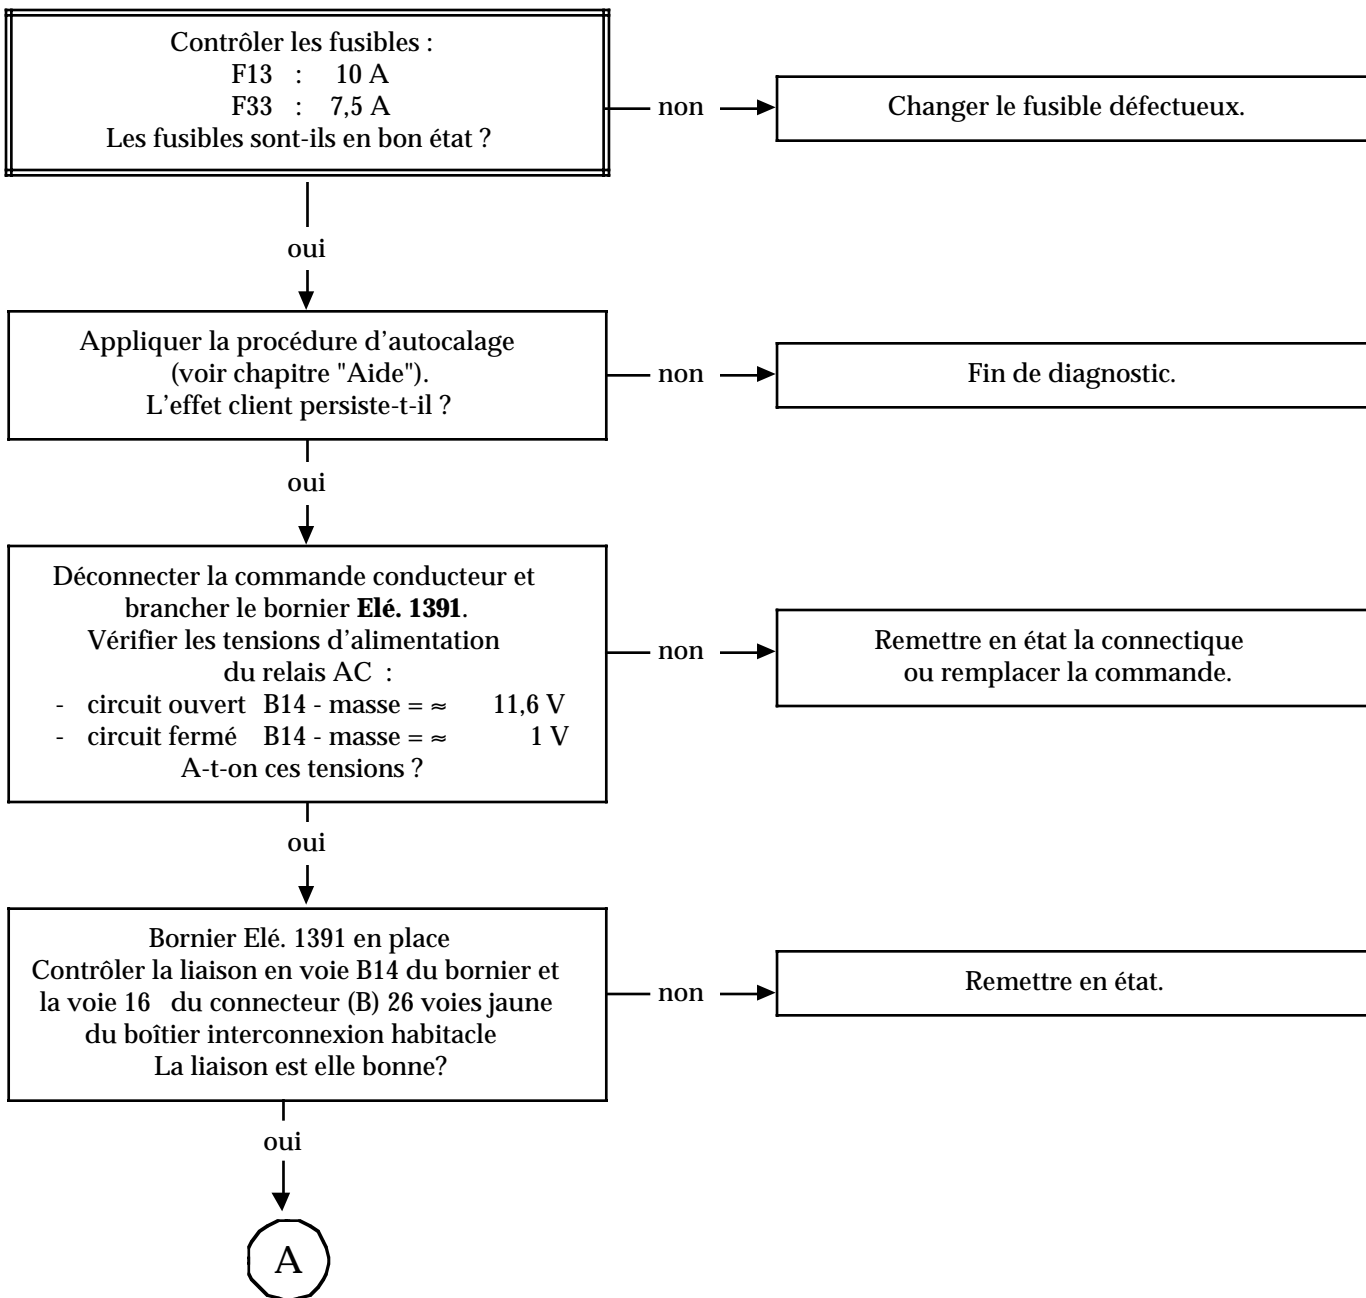 Contrôler les fusibles :
F13 : 10 A
F33 : 7,5 A
Les fusibles sont-ils en bon état ?
non
Changer le fusible défectueux.
oui
Appliquer la procédure d'autocalage
(voir chapitre "Aide").
L'effet client persiste-t-il ?
non
Fin de diagnostic.
oui
Déconnecter la commande conducteur et
brancher le bornier Elé. 1391.
Vérifier les tensions d'alimentation
du relais AC :
- circuit ouvert B14 - masse = ≈ 11,6 V
- circuit fermé B14 - masse = ≈ 1 V
A-t-on ces tensions ?
non
Remettre en état la connectique
ou remplacer la commande.
oui
Bornier Elé. 1391 en place
Contrôler la liaison en voie B14 du bornier et
la voie 16 du connecteur (B) 26 voies jaune
du boîtier interconnexion habitacle
La liaison est elle bonne?
non
Remettre en état.
oui
A